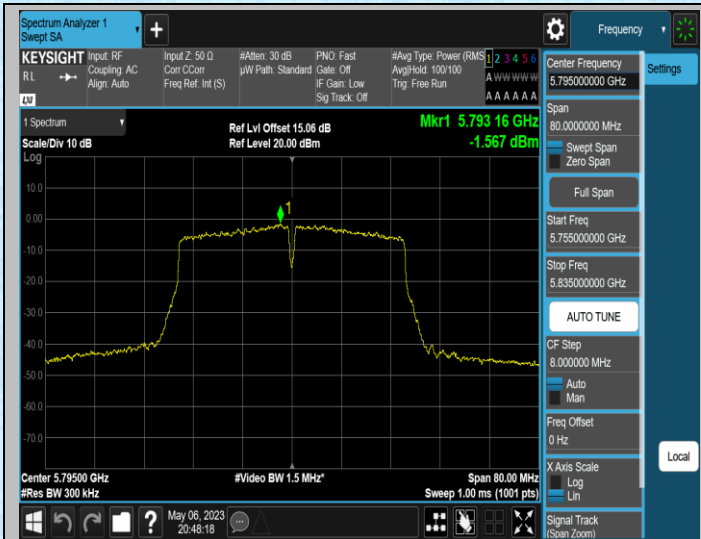 Spectrum Analyzer 1
Swept SA
+
Frequency
KEYSIGHT
RL
LXI
Input: RF
Coupling: AC
Align: Auto
Input Z: 50 Ω
Corr CCorr
Freq Ref: Int (S)
#Atten: 30 dB
µW Path: Standard
PNO: Fast
Gate: Off
IF Gain: Low
Sig Track: Off
#Avg Type: Power (RMS
Avg|Hold: 100/100
Trig: Free Run
1 2 3 4 5 6
A W W W W W
A A A A A A
Center Frequency
5.795000000 GHz
Settings
Span
80.0000000 MHz
Swept Span
Zero Span
Full Span
Start Freq
5.755000000 GHz
Stop Freq
5.835000000 GHz
AUTO TUNE
CF Step
8.000000 MHz
Auto
Man
Freq Offset
0 Hz
X Axis Scale
Log
Lin
Signal Track
(Span Zoom)
Local
1 Spectrum
Scale/Div 10 dB
Log
Ref Lvl Offset 15.06 dB
Ref Level 20.00 dBm
Mkr1 5.793 16 GHz
-1.567 dBm
1
10.0
0.00
-10.0
-20.0
-30.0
-40.0
-50.0
-60.0
-70.0
Center 5.79500 GHz
#Res BW 300 kHz
#Video BW 1.5 MHz*
Span 80.00 MHz
Sweep 1.00 ms (1001 pts)
?
May 06, 2023
20:48:18